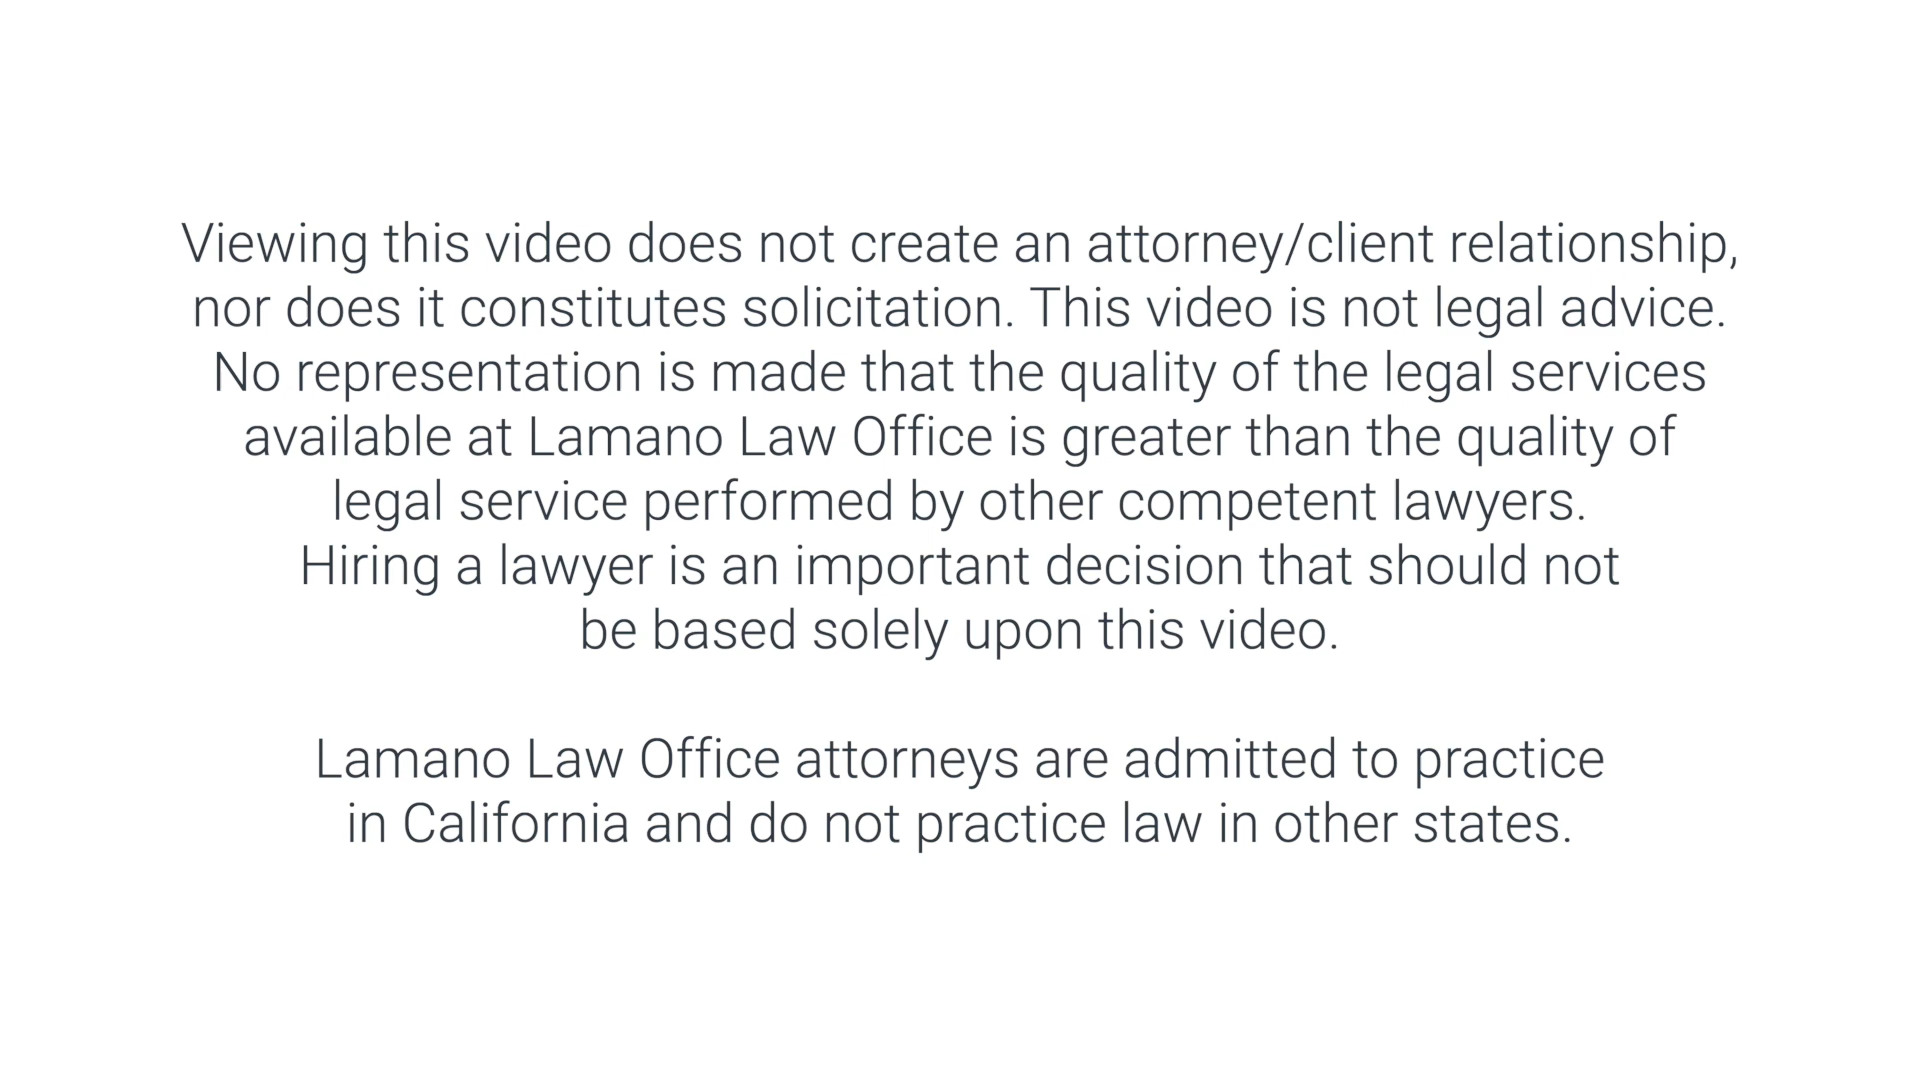 Viewing this video does not create an attorney/client relationship,
nor does it constitutes solicitation. This video is not legal advice.
No representation is made that the quality of the legal services
available at Lamano Law Office is greater than the quality of
legal service performed by other competent lawyers.
Hiring a lawyer is an important decision that should not
be based solely upon this video.
Lamano Law Office attorneys are admitted to practice
in California and do not practice law in other states.